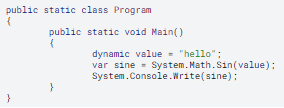 public static class Program
{
public static void Main()
{
dynamic value = "hello";
var sine = System.Math.Sin(value);
System.Console.Write(sine);
}
}